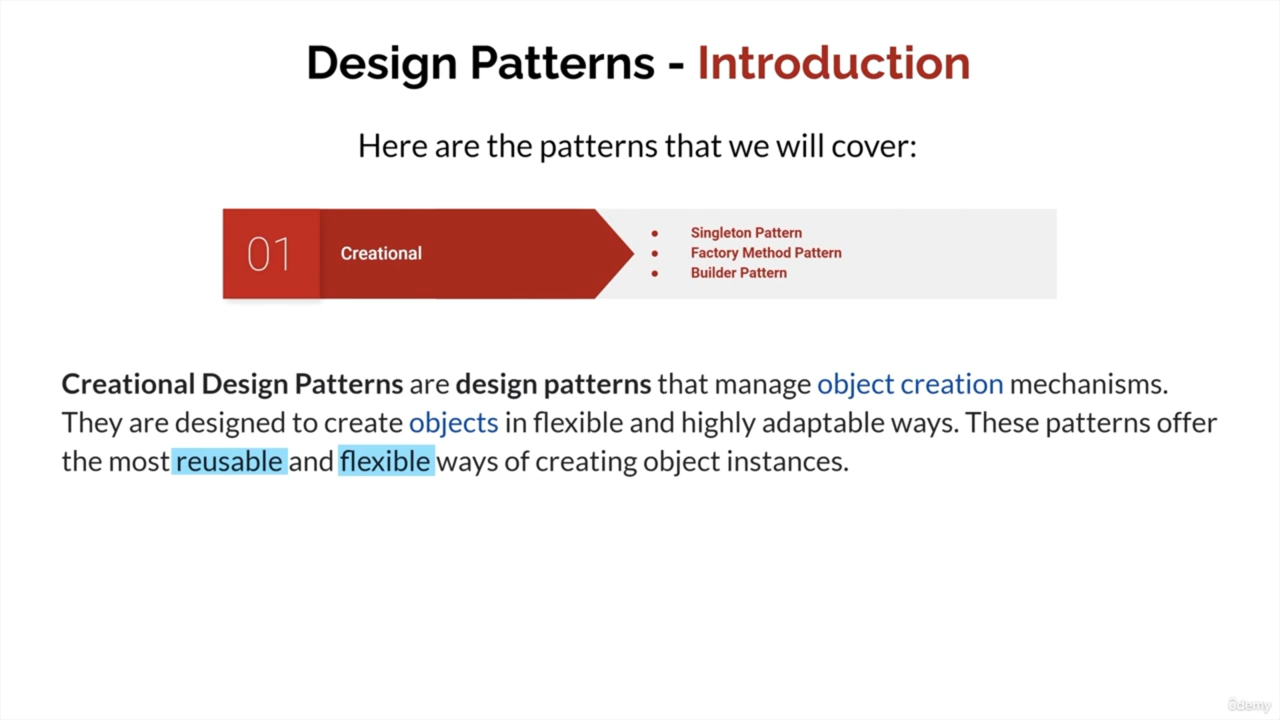 Design Patterns - Introduction
Here are the patterns that we will cover:
01
Creational
• Singleton Pattern
• Factory Method Pattern
• Builder Pattern
Creational Design Patterns are design patterns that manage object creation mechanisms.
They are designed to create objects in flexible and highly adaptable ways. These patterns offer
the most reusable and flexible ways of creating object instances.
ûdemy